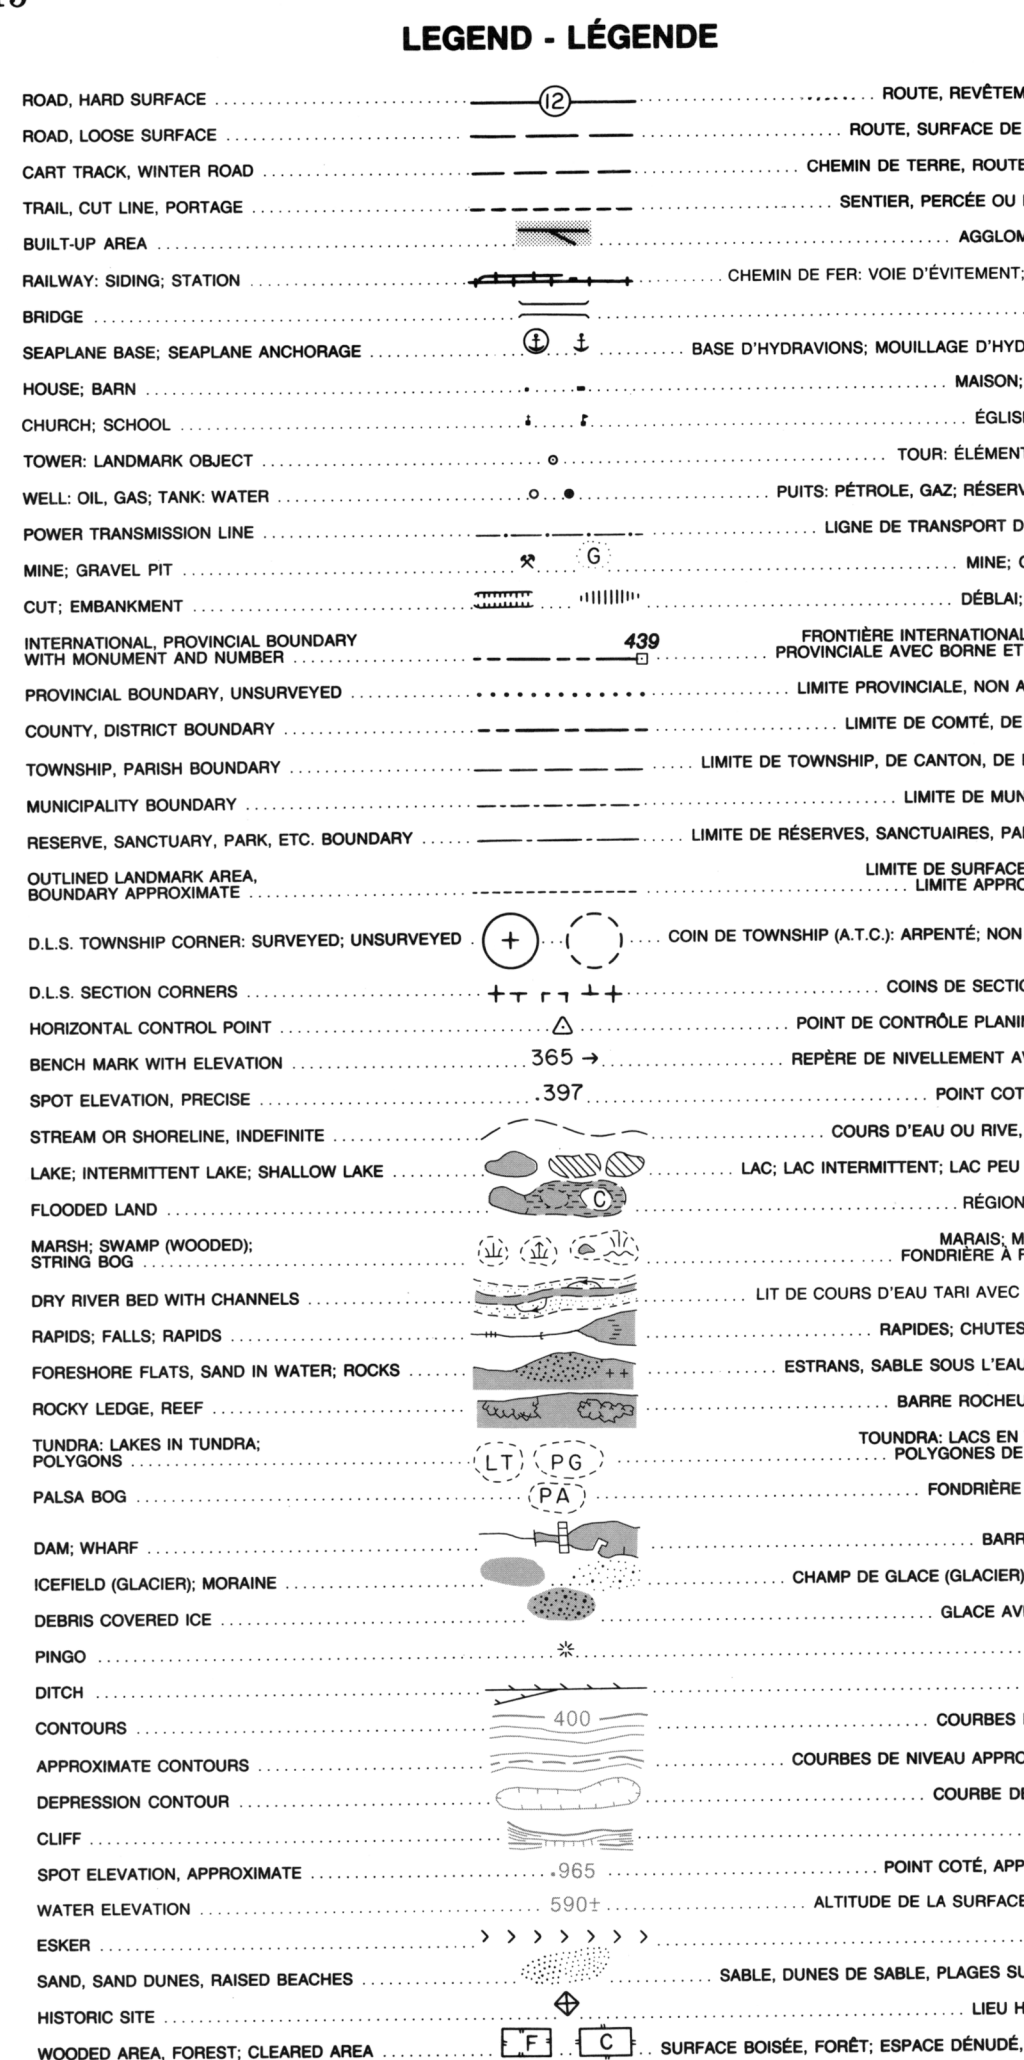 LEGEND - LÉGENDE
ROAD, HARD SURFACE 12 ROUTE,
ROAD, LOOSE SURFACE ROUTE, SURFACE DE
CART TRACK, WINTER ROAD CHEMIN DE TERRE, ROUTE
TRAIL, CUT LINE, PORTAGE SENTIER, PERCÉE OU
BUILT-UP AREA
RAILWAY: SIDING; STATION CHEMIN DE FER: VOIE D'ÉVITEMENT;
BRIDGE
SEAPLANE BASE; SEAPLANE ANCHORAGE BASE D'HYDRAVIONS; MOUILLAGE
HOUSE; BARN MAISON;
CHURCH; SCHOOL
TOWER: LANDMARK OBJECT TOUR: ÉLÉMENT
WELL: OIL, GAS; TANK: WATER PUITS: PÉTROLE, GAZ;
POWER TRANSMISSION LINE LIGNE DE TRANSPORT
MINE; GRAVEL PIT G MINE;
CUT; EMBANKMENT DÉBLAI;
INTERNATIONAL, PROVINCIAL BOUNDARY 439 FRONTIÈRE INTERNATIONAL
WITH MONUMENT AND NUMBER PROVINCIALE AVEC BORNE ET
PROVINCIAL BOUNDARY, UNSURVEYED LIMITE PROVINCIALE, NON
COUNTY, DISTRICT BOUNDARY LIMITE DE COMTÉ, DE
TOWNSHIP, PARISH BOUNDARY LIMITE DE TOWNSHIP, DE CANTON, DE
MUNICIPALITY BOUNDARY LIMITE DE
RESERVE, SANCTUARY, PARK, ETC. BOUNDARY LIMITE DE RÉSERVES, SANCTUAIRES,
OUTLINED LANDMARK AREA, LIMITE DE SURFACE
BOUNDARY APPROXIMATE LIMITE
D.L.S. TOWNSHIP CORNER: SURVEYED; UNSURVEYED COIN DE TOWNSHIP (A.T.C.): ARPENTÉ; NON
D.L.S. SECTION CORNERS COINS DE
HORIZONTAL CONTROL POINT POINT DE CONTRÔLE
BENCH MARK WITH ELEVATION 365 → REPÈRE DE NIVELLEMENT
SPOT ELEVATION, PRECISE .397 POINT
STREAM OR SHORELINE, INDEFINITE COURS D'EAU OU RIVE,
LAKE; INTERMITTENT LAKE; SHALLOW LAKE LAC; LAC INTERMITTENT; LAC PEU
FLOODED LAND C RÉGION
MARSH; SWAMP (WOODED); MARAIS;
STRING BOG FONDRIÈRE À
DRY RIVER BED WITH CHANNELS LIT DE COURS D'EAU TARI AVEC
RAPIDS; FALLS; RAPIDS RAPIDES; CHUTES
FORESHORE FLATS, SAND IN WATER; ROCKS ESTRANS, SABLE SOUS L'EAU
ROCKY LEDGE, REEF BARRE
TUNDRA: LAKES IN TUNDRA; TOUNDRA: LACS EN
POLYGONS LT PG POLYGONES DE
PALSA BOG PA FONDRIÈRE
DAM; WHARF
ICEFIELD (GLACIER); MORAINE CHAMP DE GLACE (GLACIER)
DEBRIS COVERED ICE GLACE
PINGO
DITCH
CONTOURS 400 COURBES
APPROXIMATE CONTOURS COURBES DE NIVEAU
DEPRESSION CONTOUR COURBE
CLIFF
SPOT ELEVATION, APPROXIMATE .965 POINT COTÉ,
WATER ELEVATION 590± ALTITUDE DE LA SURFACE
ESKER
SAND, SAND DUNES, RAISED BEACHES SABLE, DUNES DE SABLE, PLAGES
HISTORIC SITE LIEU
WOODED AREA, FOREST; CLEARED AREA F C SURFACE BOISÉE, FORÊT; ESPACE DÉNUDÉ,